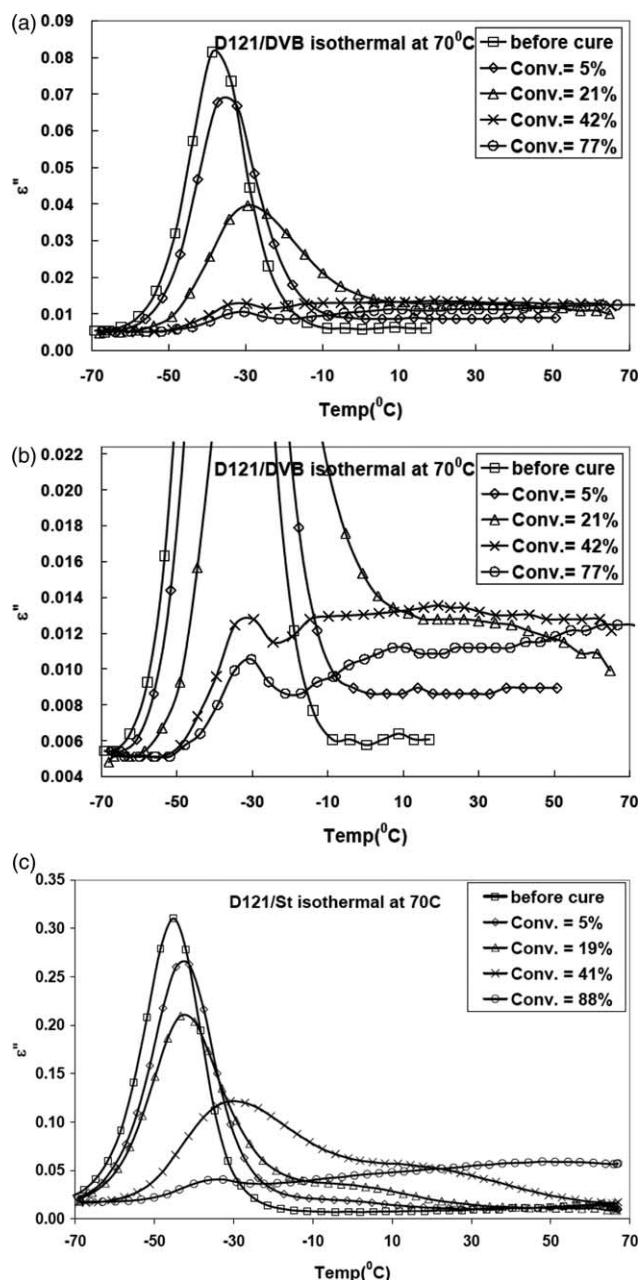 (a)
D121/DVB isothermal at 70⁰C
before cure
Conv.= 5%
Conv.= 21%
Conv.= 42%
Conv.= 77%
0.09
0.08
0.07
0.06
0.05
0.04
0.03
0.02
0.01
0.00
ε"
-70 -50 -30 -10 10 30 50 70
Temp(⁰C)
(b)
D121/DVB isothermal at 70⁰C
before cure
Conv.= 5%
Conv.= 21%
Conv.= 42%
Conv.= 77%
0.022
0.020
0.018
0.016
0.014
0.012
0.010
0.008
0.006
0.004
ε"
-70 -50 -30 -10 10 30 50 70
Temp(⁰C)
(c)
D121/St isothermal at 70C
before cure
Conv. = 5%
Conv. = 19%
Conv. = 41%
Conv. = 88%
0.35
0.30
0.25
0.20
0.15
0.10
0.05
0.00
ε"
-70 -50 -30 -10 10 30 50 70
Temp(⁰C)